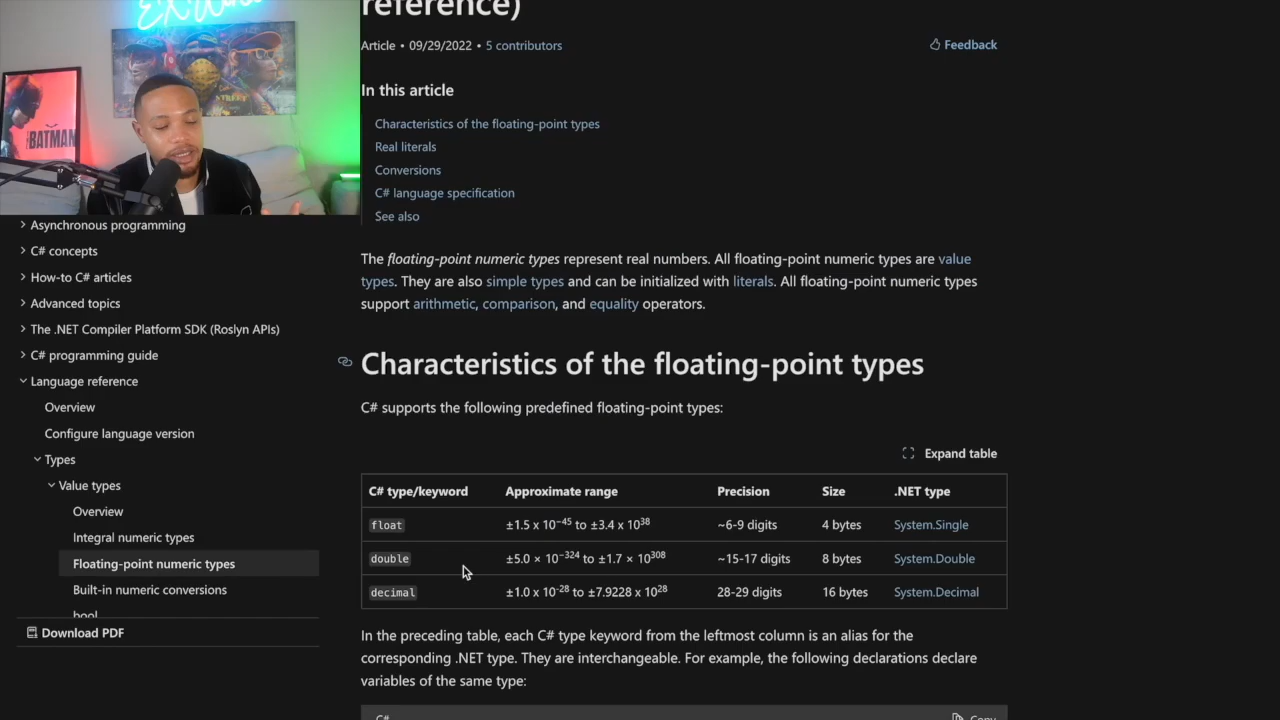 reference)
Article • 09/29/2022 • 5 contributors
Feedback
In this article
Characteristics of the floating-point types
Real literals
Conversions
C# language specification
See also
BATMAN
STREET
Asynchronous programming
C# concepts
How-to C# articles
Advanced topics
The .NET Compiler Platform SDK (Roslyn APIs)
C# programming guide
Language reference
Overview
Configure language version
Types
Value types
Overview
Integral numeric types
Floating-point numeric types
Built-in numeric conversions
bool
Download PDF
The floating-point numeric types represent real numbers. All floating-point numeric types are value
types. They are also simple types and can be initialized with literals. All floating-point numeric types
support arithmetic, comparison, and equality operators.
Characteristics of the floating-point types
C# supports the following predefined floating-point types:
Expand table
C# type/keyword Approximate range Precision Size .NET type
float ±1.5 x 10⁻⁴⁵ to ±3.4 x 10³⁸ ~6-9 digits 4 bytes System.Single
double ±5.0 × 10⁻³²⁴ to ±1.7 × 10³⁰⁸ ~15-17 digits 8 bytes System.Double
decimal ±1.0 x 10⁻²⁸ to ±7.9228 x 10²⁸ 28-29 digits 16 bytes System.Decimal
In the preceding table, each C# type keyword from the leftmost column is an alias for the
corresponding .NET type. They are interchangeable. For example, the following declarations declare
variables of the same type:
C#
Copy